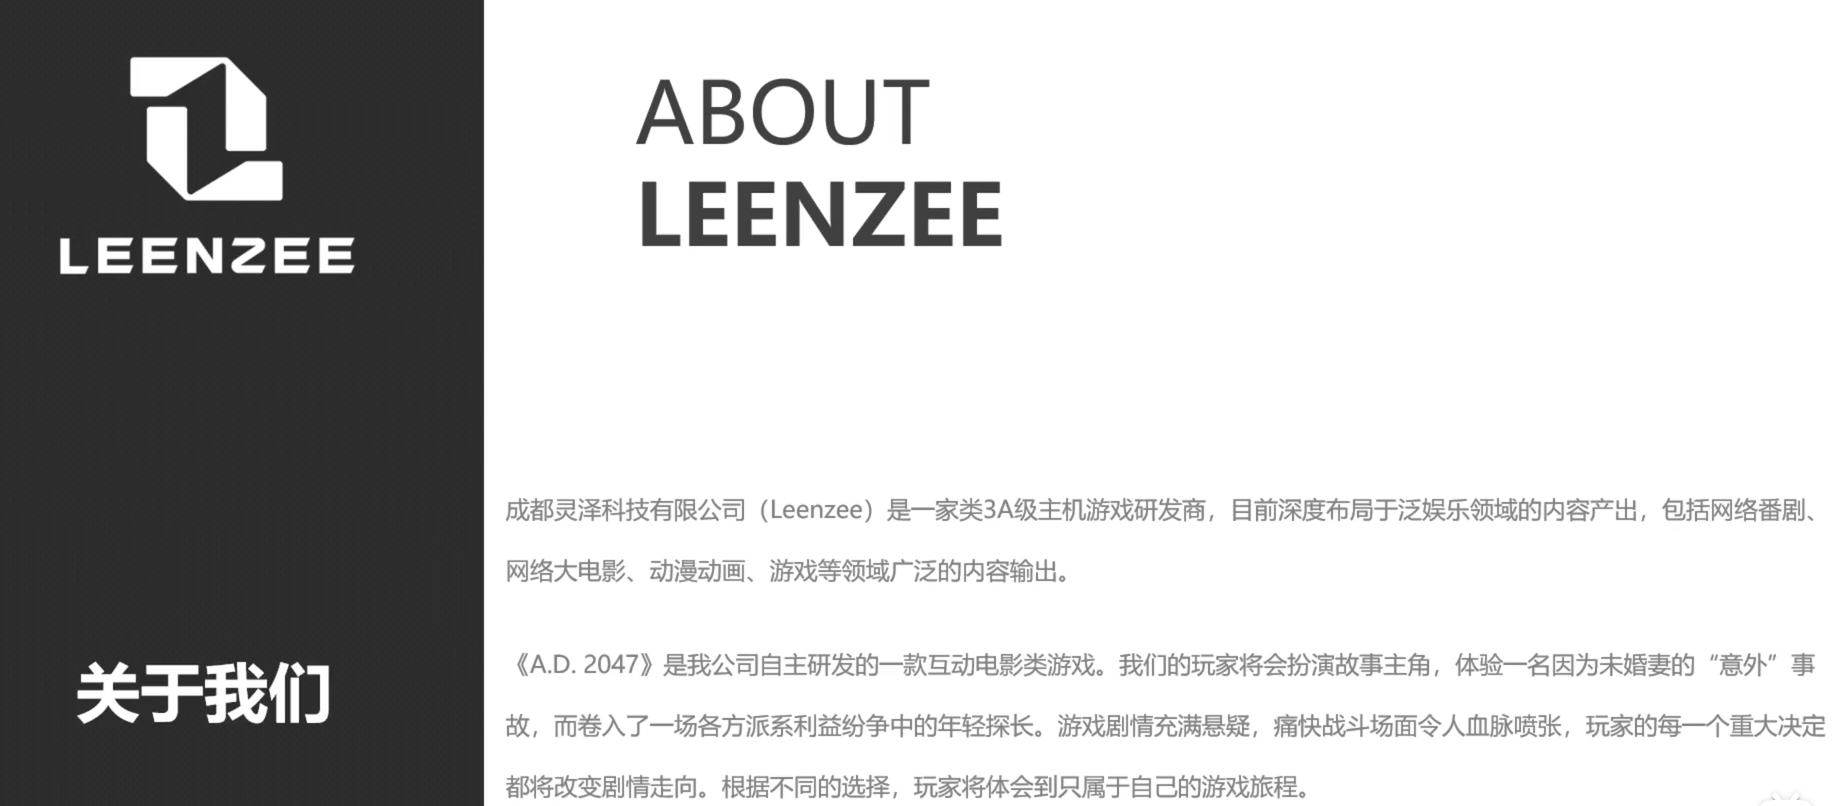 LEENZEE
关于我们
ABOUT
LEENZEE
成都灵泽科技有限公司（Leenzee）是一家类3A级主机游戏研发商，目前深度布局于泛娱乐领域的内容产出，包括网络番剧、
网络大电影、动漫动画、游戏等领域广泛的内容输出。
《A.D. 2047》是我公司自主研发的一款互动电影类游戏。我们的玩家将会扮演故事主角，体验一名因为未婚妻的“意外”事
故，而卷入了一场各方派系利益纷争中的年轻探长。游戏剧情充满悬疑，痛快战斗场面令人血脉喷张，玩家的每一个重大决定
都将改变剧情走向。根据不同的选择，玩家将体会到只属于自己的游戏旅程。